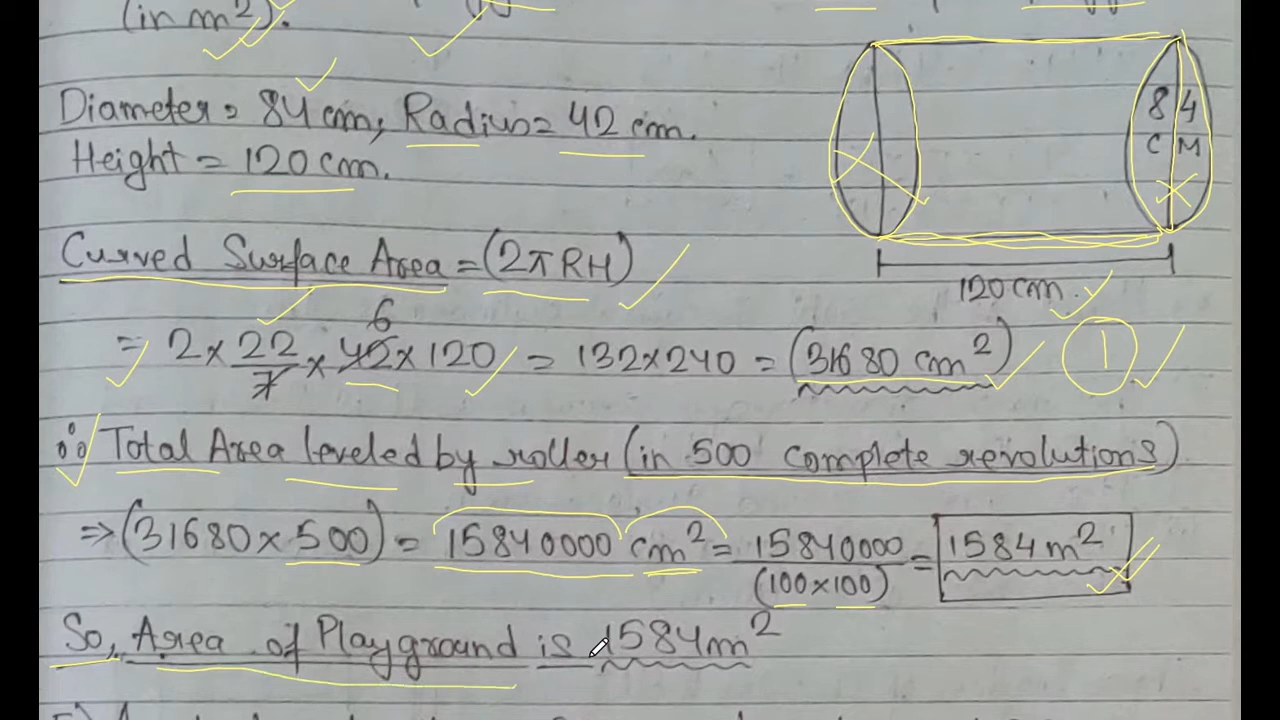 (in m²).
Diameter = 84 cm, Radius = 42 cm.
Height = 120 cm.
84
CM
120 cm.
Curved Surface Area = (2πRH)
= 2 × 22/7 × 42 × 120 = 132×240 = (31680 cm²) 1
6
∴ Total Area leveled by roller (in 500 complete revolutions)
⇒ (31680 × 500) = 15840000 cm² = 15840000/(100×100) = 1584 m²
So, Area of Playground is 1584m²